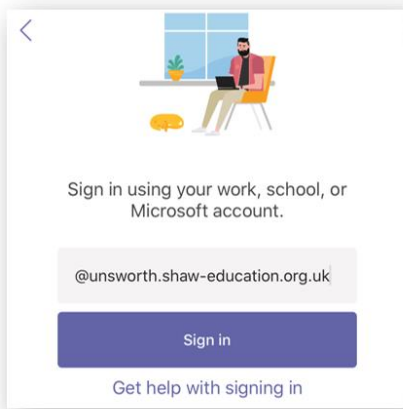 Sign in using your work, school, or
Microsoft account.
@unsworth.shaw-education.org.uk
Sign in
Get help with signing in